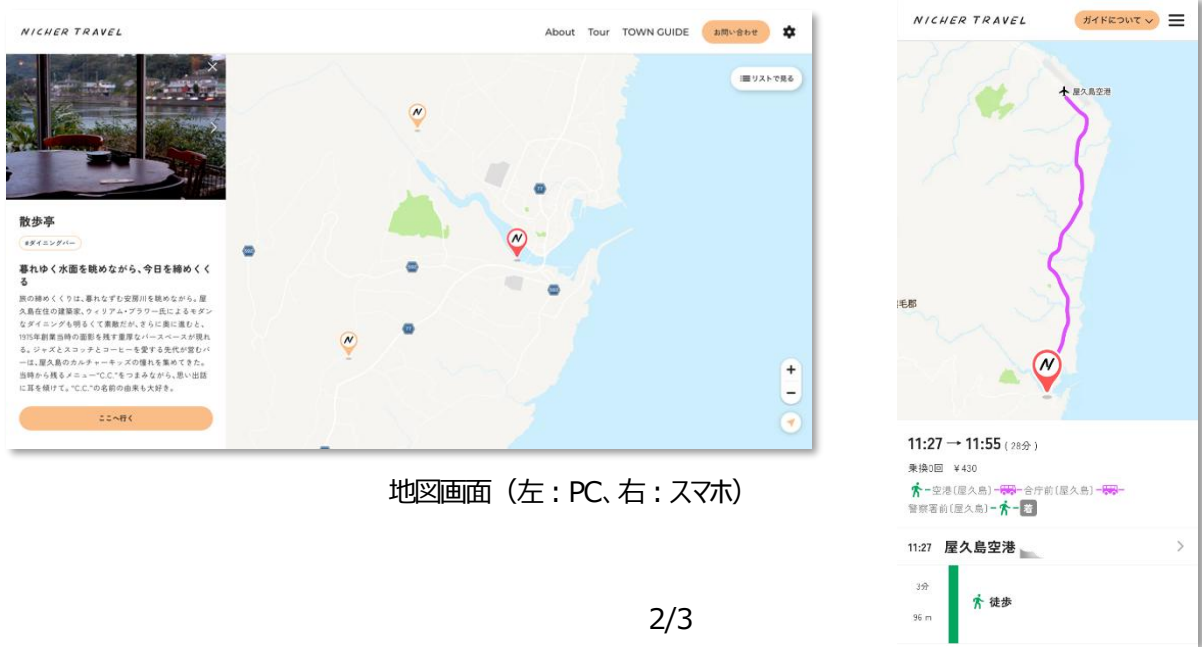 NICHER TRAVEL
About Tour TOWN GUIDE お問い合わせ
リストで見る
散歩亭
#ダイニングバー
暮れゆく水面を眺めながら、今日を締めくく
る
旅の締めくくりは、暮れなずむ安房川を眺めながら。屋
久島在住の建築家、ウィリアム・ブラワー氏によるモダン
なダイニングも明るくて素敵だが、さらに奥に進むと、
1975年創業当時の面影を残す重厚なバースペースが現れ
る。ジャズとスコッチとコーヒーを愛する先代が営むバ
ーは、屋久島のカルチャーキッズの憧れを集めてきた。
当時から残るメニュー"C.C."をつまみながら、思い出話
に耳を傾けて。"C.C."の名前の由来も大好き。
ここへ行く
77
592
592
77
592
N
N
N
+
−
地図画面（左：PC、右：スマホ）
2/3
NICHER TRAVEL
ガイドについて
屋久島空港
毛郡
N
11:27 → 11:55 (28分)
乗換0回 ￥430
空港〔屋久島〕合庁前〔屋久島〕
警察署前〔屋久島〕着
11:27 屋久島空港
3分
徒歩
96 m